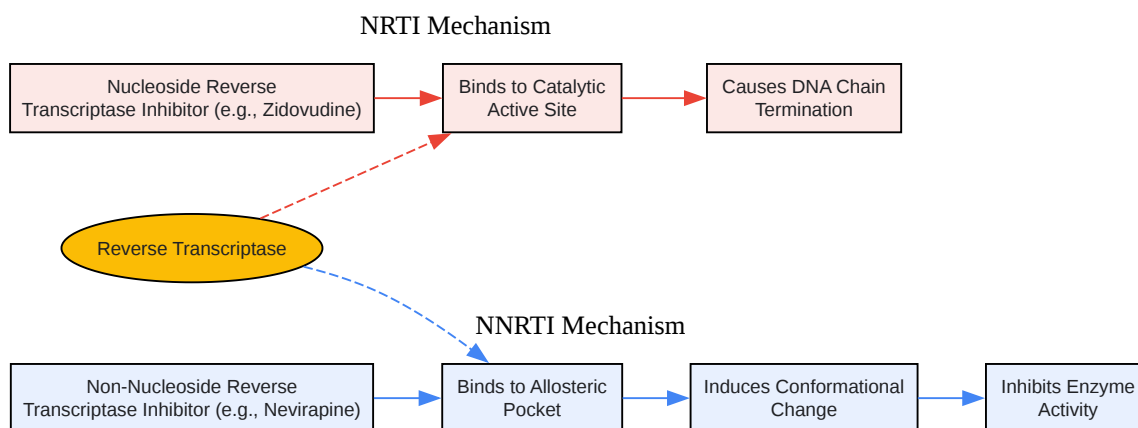 NRTI Mechanism
Nucleoside Reverse
Transcriptase Inhibitor (e.g., Zidovudine)
Binds to Catalytic
Active Site
Causes DNA Chain
Termination
Reverse Transcriptase
NNRTI Mechanism
Non-Nucleoside Reverse
Transcriptase Inhibitor (e.g., Nevirapine)
Binds to Allosteric
Pocket
Induces Conformational
Change
Inhibits Enzyme
Activity